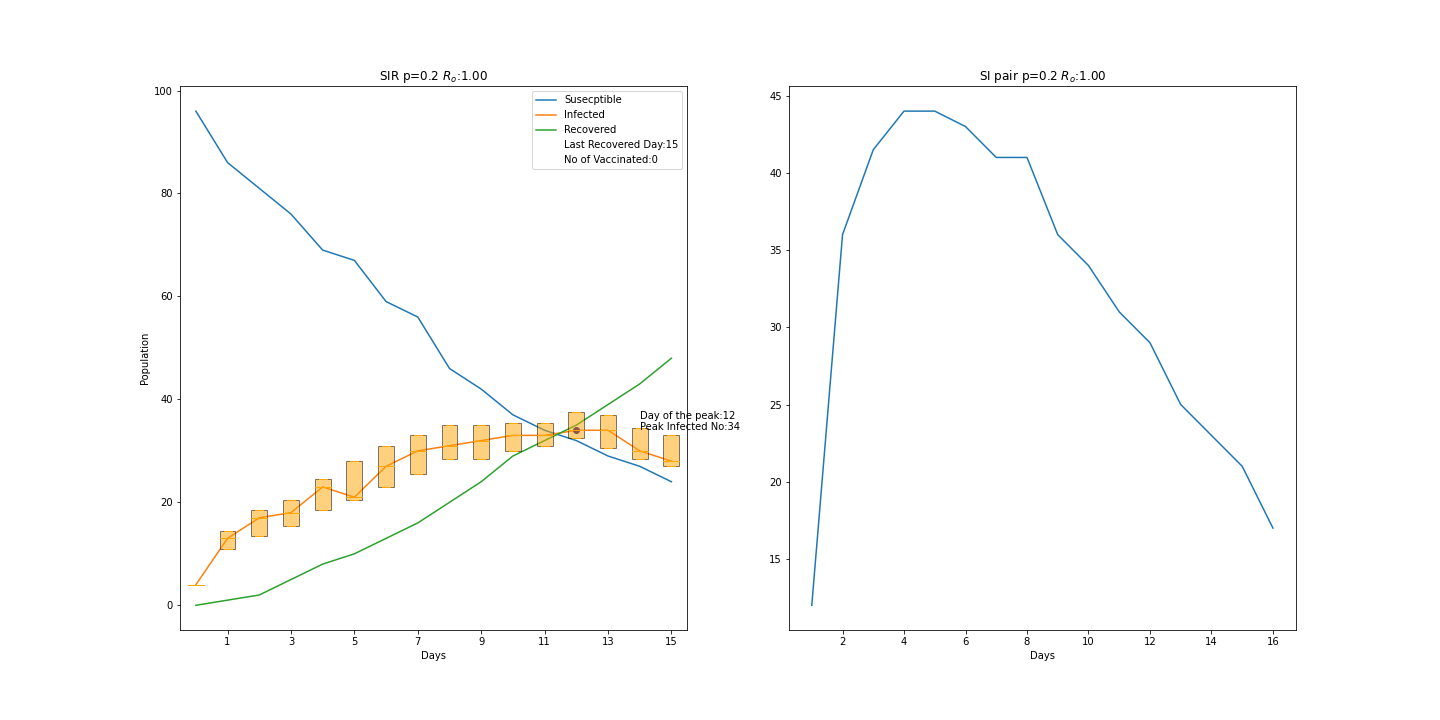 SIR p=0.2 Rₒ:1.00
100
80
60
40
20
0
Population
Susecptible
Infected
Recovered
Last Recovered Day:15
No of Vaccinated:0
Day of the peak:12
Peak Infected No:34
1 3 5 7 9 11 13 15
Days
SI pair p=0.2 Rₒ:1.00
45
40
35
30
25
20
15
2 4 6 8 10 12 14 16
Days